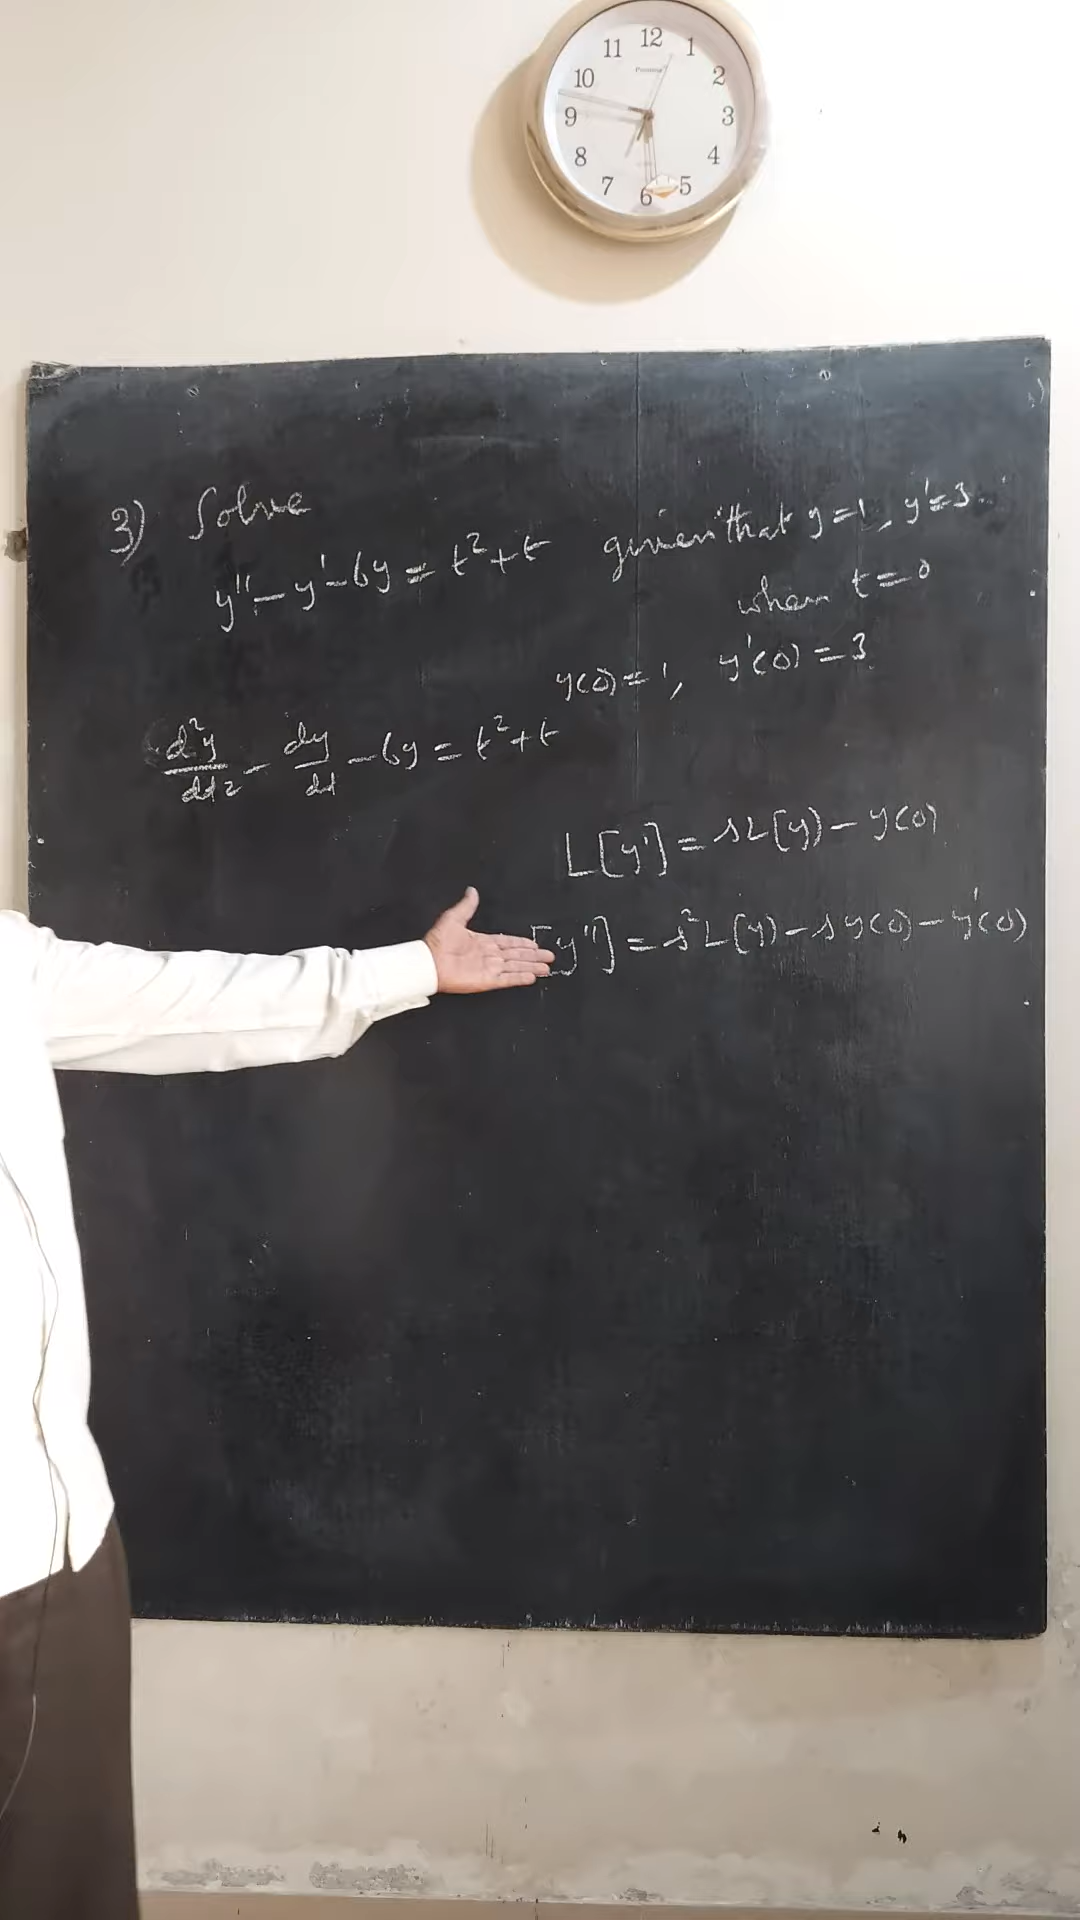 12
11 1
10 2
9 3
8 4
7 5
6
3) Solve
y'' - y' - 6y = t² + t given that y = 1, y' = 3
when t = 0
y(0) = 1, y'(0) = 3
d²y/dt² - dy/dt - 6y = t² + t
L[y'] = sL[y] - y(0)
[y''] = s²L[y] - sy(0) - y'(0)